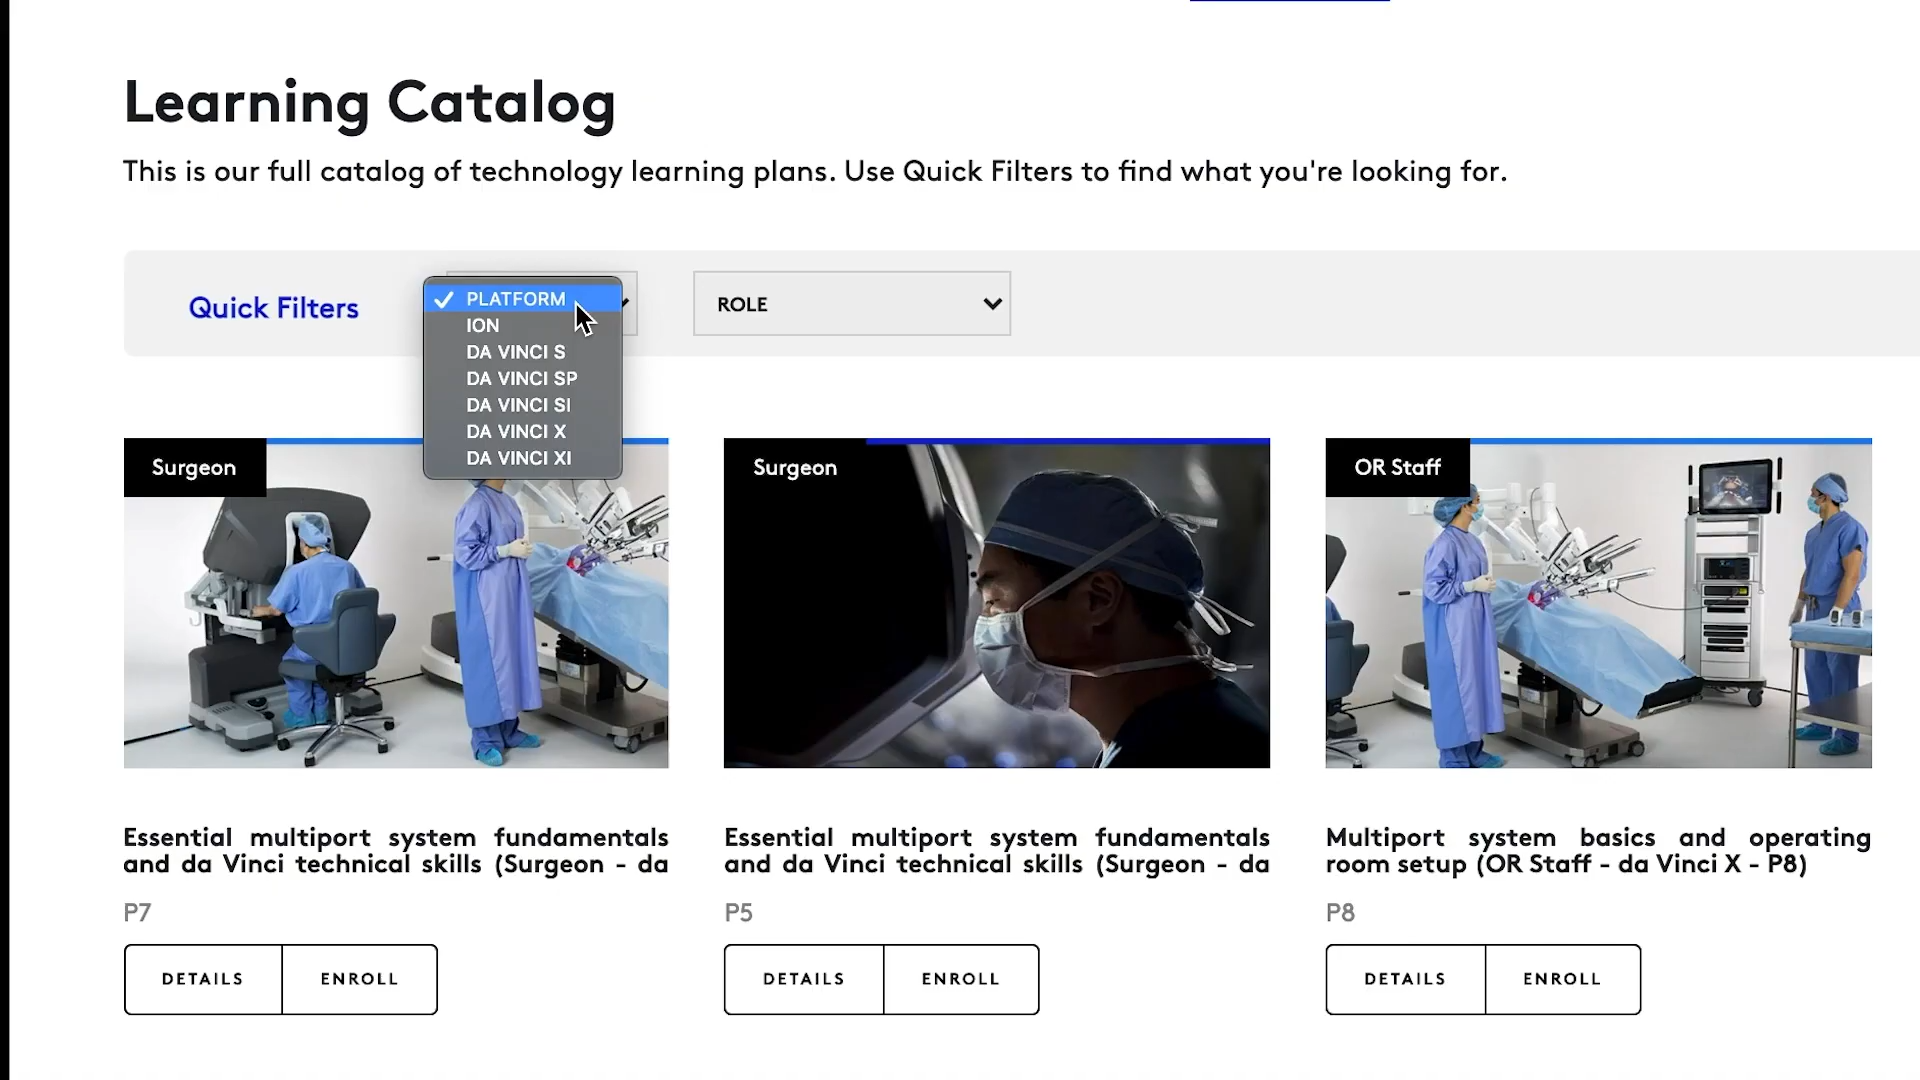 Learning Catalog
This is our full catalog of technology learning plans. Use Quick Filters to find what you're looking for.
Quick Filters
PLATFORM
ION
DA VINCI S
DA VINCI SP
DA VINCI SI
DA VINCI X
DA VINCI XI
ROLE
Surgeon
Surgeon
OR Staff
Essential multiport system fundamentals
and da Vinci technical skills (Surgeon - da
P7
DETAILS
ENROLL
Essential multiport system fundamentals
and da Vinci technical skills (Surgeon - da
P5
DETAILS
ENROLL
Multiport system basics and operating
room setup (OR Staff - da Vinci X - P8)
P8
DETAILS
ENROLL